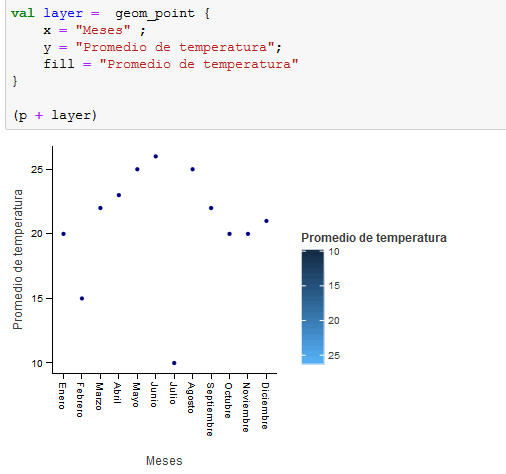 val layer =  geom_point {
    x = "Meses" ;
    y = "Promedio de temperatura";
    fill = "Promedio de temperatura"
}
(p + layer)
25
20
15
10
Promedio de temperatura
Enero
Febrero
Marzo
Abril
Mayo
Junio
Julio
Agosto
Septiembre
Octubre
Noviembre
Diciembre
Meses
Promedio de temperatura
10
15
20
25